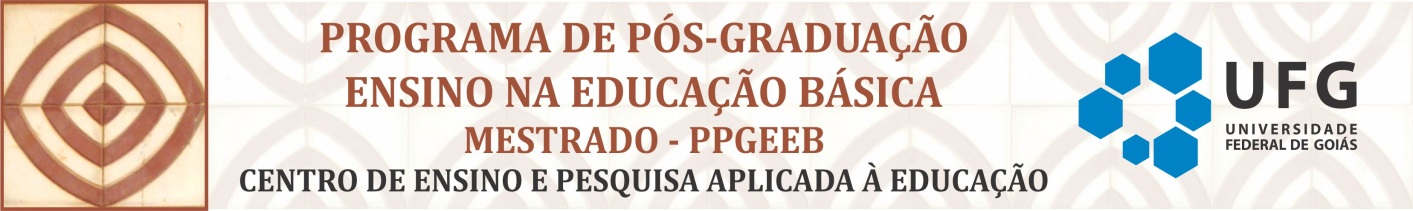 PROGRAMA DE PÓS-GRADUAÇÃO
ENSINO NA EDUCAÇÃO BÁSICA
MESTRADO - PPGEEB
CENTRO DE ENSINO E PESQUISA APLICADA À EDUCAÇÃO
UFG
UNIVERSIDADE
FEDERAL DE GOIÁS